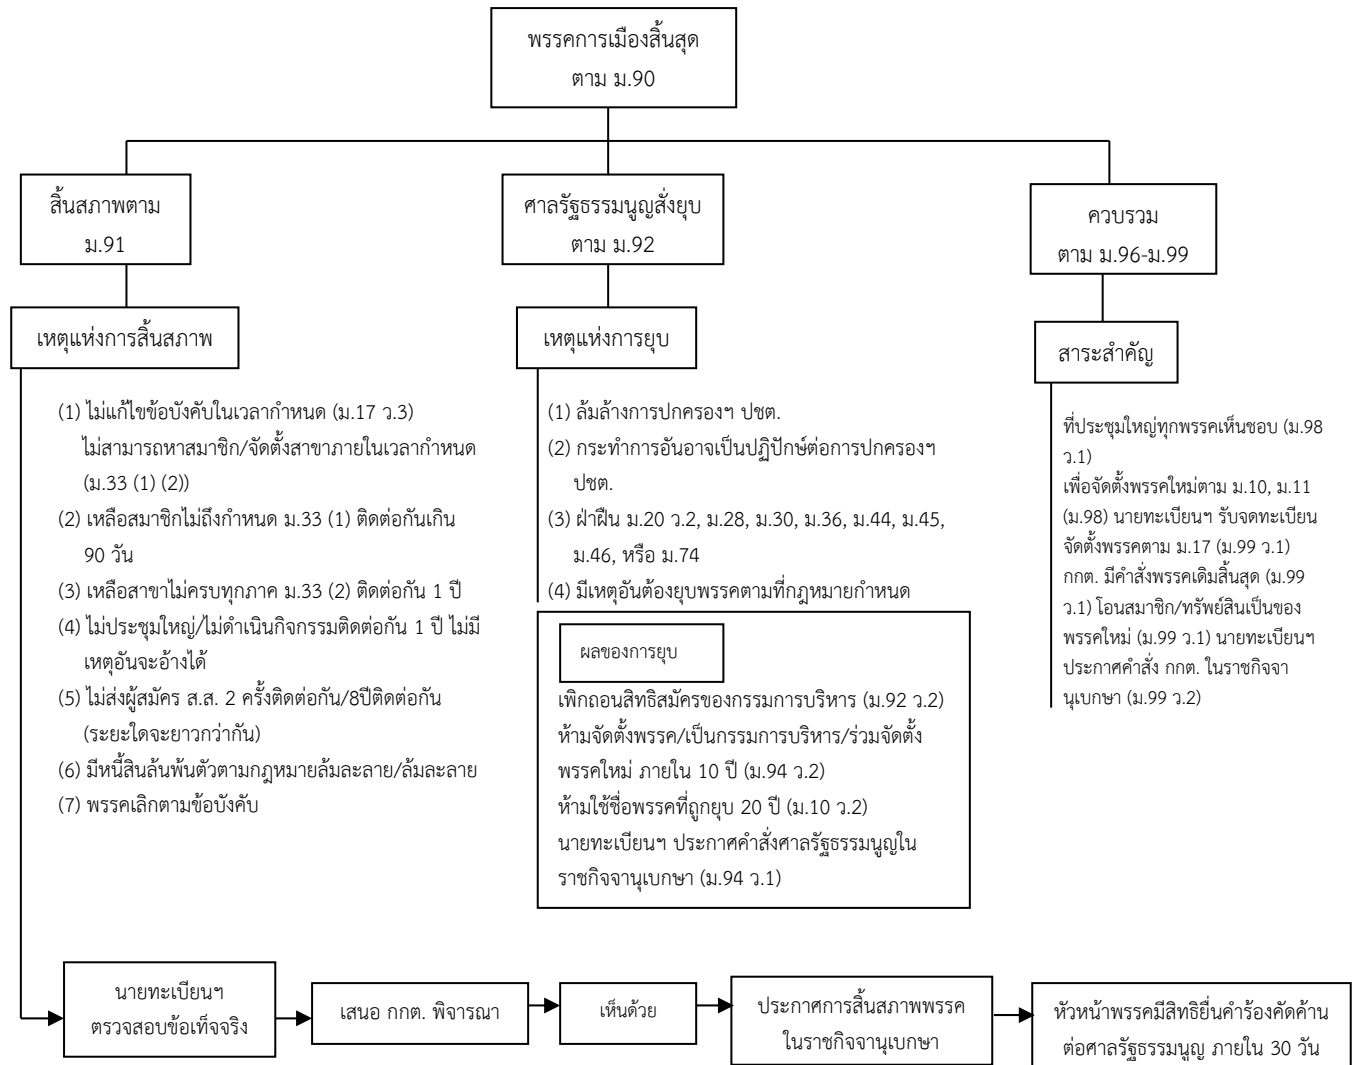 พรรคการเมืองสิ้นสุด
ตาม ม.90
สิ้นสภาพตาม
ม.91
ศาลรัฐธรรมนูญสั่งยุบ
ตาม ม.92
ควบรวม
ตาม ม.96-ม.99
เหตุแห่งการสิ้นสภาพ
เหตุแห่งการยุบ
สาระสำคัญ
(1) ไม่แก้ไขข้อบังคับในเวลากำหนด (ม.17 ว.3)
ไม่สามารถหาสมาชิก/จัดตั้งสาขาภายในเวลากำหนด
(ม.33 (1) (2))
(2) เหลือสมาชิกไม่ถึงกำหนด ม.33 (1) ติดต่อกันเกิน
90 วัน
(3) เหลือสาขาไม่ครบทุกภาค ม.33 (2) ติดต่อกัน 1 ปี
(4) ไม่ประชุมใหญ่/ไม่ดำเนินกิจกรรมติดต่อกัน 1 ปี ไม่มี
เหตุอันจะอ้างได้
(5) ไม่ส่งผู้สมัคร ส.ส. 2 ครั้งติดต่อกัน/8ปีติดต่อกัน
(ระยะใดจะยาวกว่ากัน)
(6) มีหนี้สินล้นพ้นตัวตามกฎหมายล้มละลาย/ล้มละลาย
(7) พรรคเลิกตามข้อบังคับ
(1) ล้มล้างการปกครองฯ ปชต.
(2) กระทำการอันอาจเป็นปฏิปักษ์ต่อการปกครองฯ
ปชต.
(3) ฝ่าฝืน ม.20 ว.2, ม.28, ม.30, ม.36, ม.44, ม.45,
ม.46, หรือ ม.74
(4) มีเหตุอันต้องยุบพรรคตามที่กฎหมายกำหนด
ผลของการยุบ
เพิกถอนสิทธิสมัครของกรรมการบริหาร (ม.92 ว.2)
ห้ามจัดตั้งพรรค/เป็นกรรมการบริหาร/ร่วมจัดตั้ง
พรรคใหม่ ภายใน 10 ปี (ม.94 ว.2)
ห้ามใช้ชื่อพรรคที่ถูกยุบ 20 ปี (ม.10 ว.2)
นายทะเบียนฯ ประกาศคำสั่งศาลรัฐธรรมนูญใน
ราชกิจจานุเบกษา (ม.94 ว.1)
ที่ประชุมใหญ่ทุกพรรคเห็นชอบ (ม.98
ว.1)
เพื่อจัดตั้งพรรคใหม่ตาม ม.10, ม.11
(ม.98) นายทะเบียนฯ รับจดทะเบียน
จัดตั้งพรรคตาม ม.17 (ม.99 ว.1)
กกต. มีคำสั่งพรรคเดิมสิ้นสุด (ม.99
ว.1) โอนสมาชิก/ทรัพย์สินเป็นของ
พรรคใหม่ (ม.99 ว.1) นายทะเบียนฯ
ประกาศคำสั่ง กกต. ในราชกิจจา
นุเบกษา (ม.99 ว.2)
นายทะเบียนฯ
ตรวจสอบข้อเท็จจริง
เสนอ กกต. พิจารณา
เห็นด้วย
ประกาศการสิ้นสภาพพรรค
ในราชกิจจานุเบกษา
หัวหน้าพรรคมีสิทธิยื่นคำร้องคัดค้าน
ต่อศาลรัฐธรรมนูญ ภายใน 30 วัน